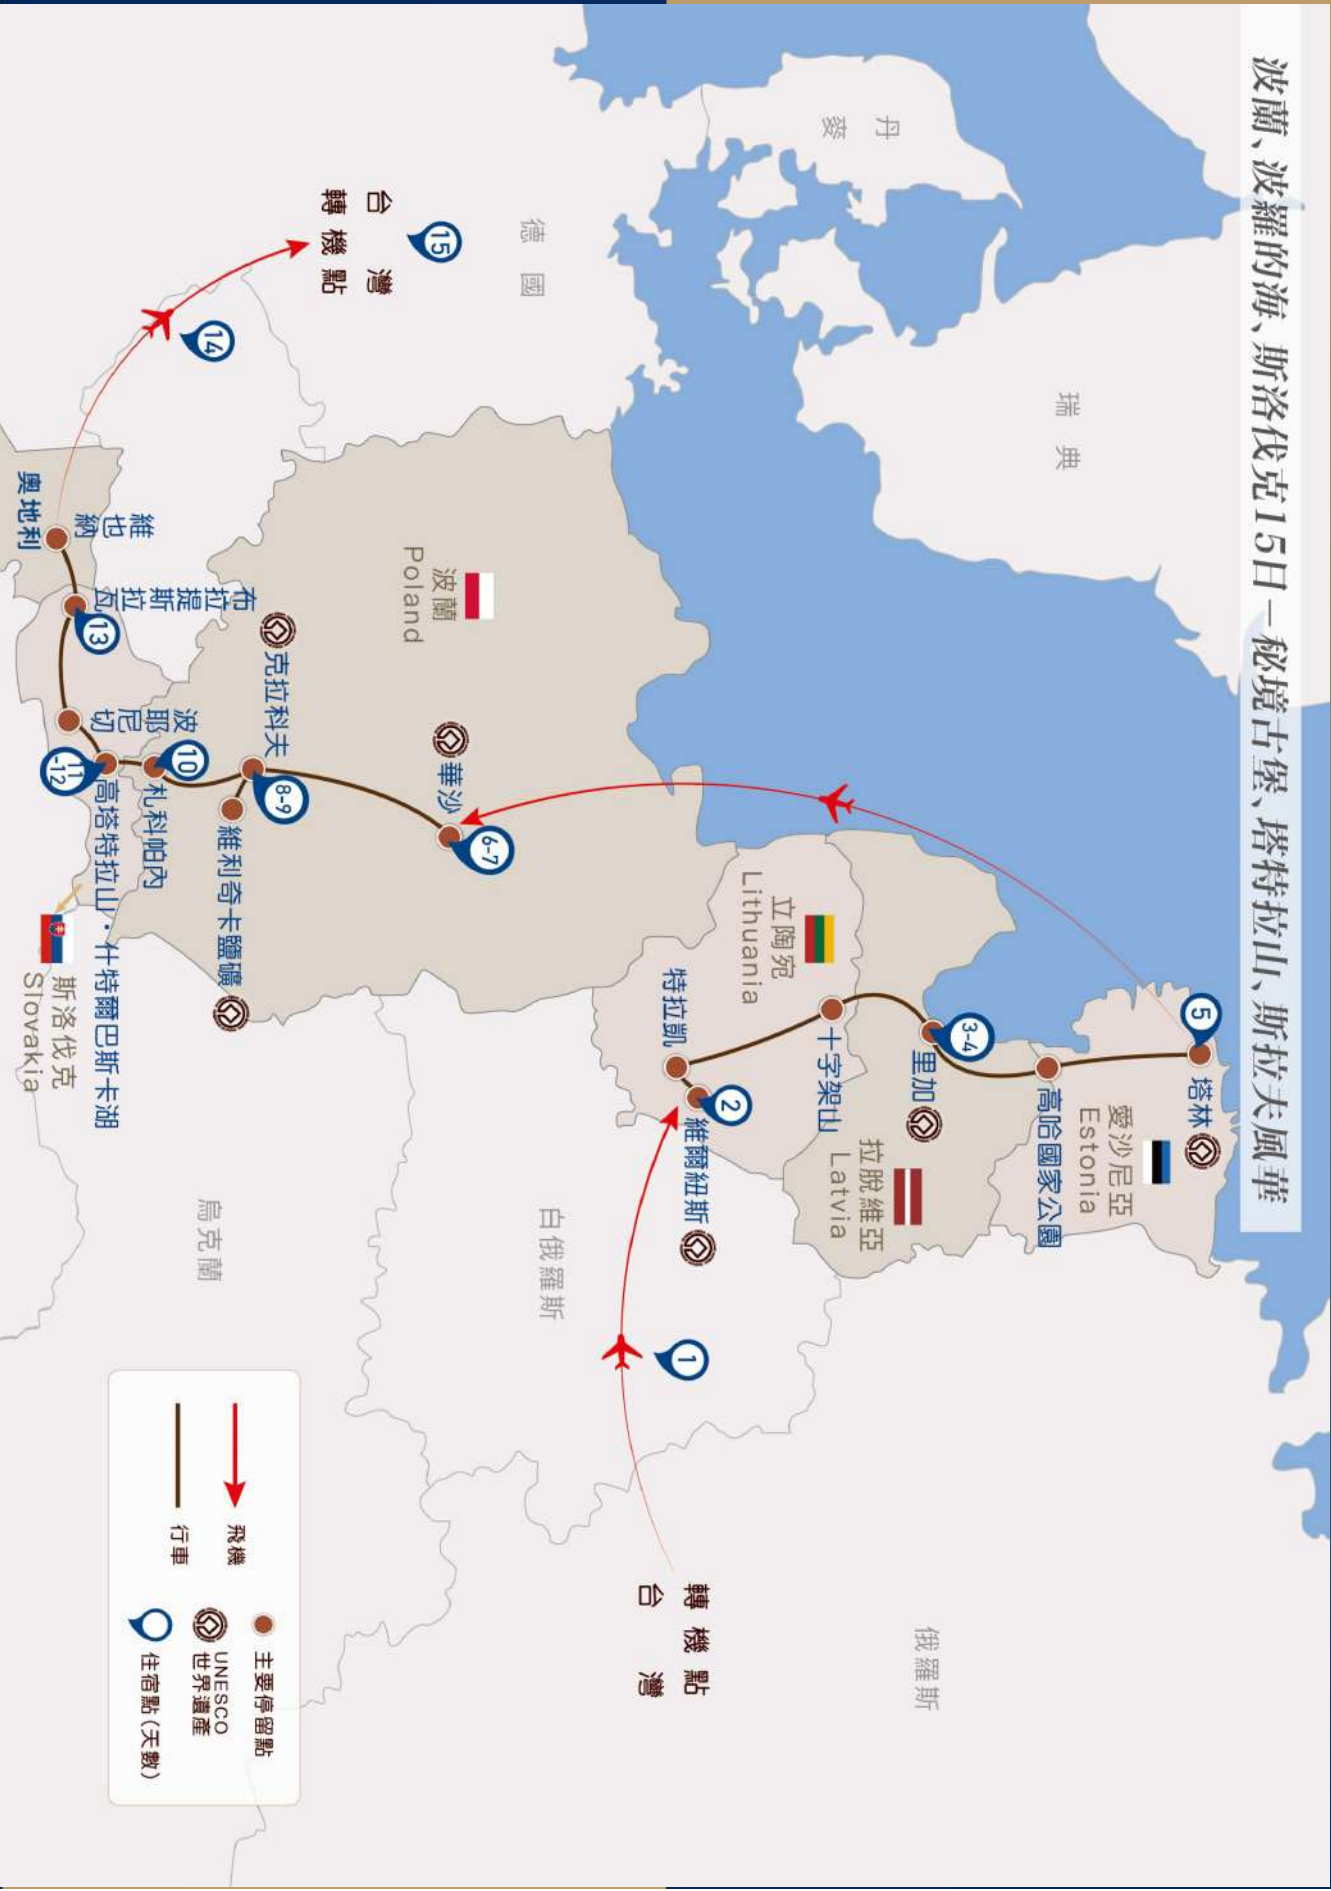 波蘭、波羅的海、斯洛伐克15日－秘境古堡、塔特拉山、斯拉夫風華
丹
麥
瑞典
德國
15
台灣
轉機點
14
5
塔林
愛沙尼亞
Estonia
高哈國家公園
3-4
里加
拉脫維亞
Latvia
十字架山
立陶宛
Lithuania
特拉凱
2
維爾紐斯
1
轉機點
台灣
俄羅斯
白俄羅斯
烏克蘭
波蘭
Poland
6-7
華沙
克拉科夫
8-9
維利奇卡鹽礦
10
札科帕內
11
-12
高塔特拉山・什特爾巴斯卡湖
斯洛伐克
Slovakia
波耶尼切
布拉提斯拉瓦
13
維也納
奧地利
飛機
行車
主要停留點
UNESCO
世界遺產
住宿點(天數)